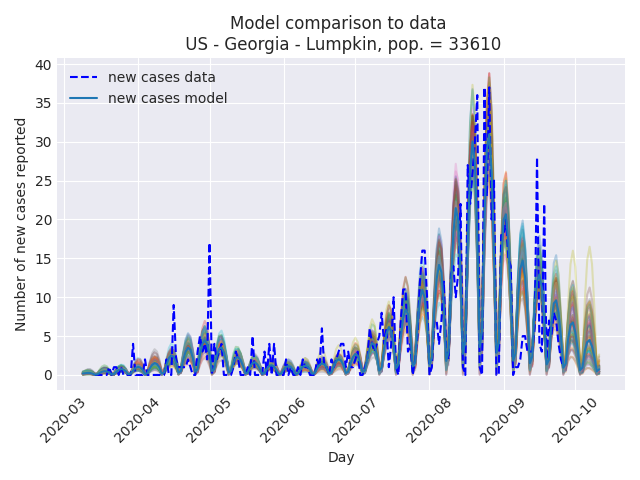 Model comparison to data
US - Georgia - Lumpkin, pop. = 33610
new cases data
new cases model
Number of new cases reported
40
35
30
25
20
15
10
5
0
2020-03
2020-04
2020-05
2020-06
2020-07
2020-08
2020-09
2020-10
Day